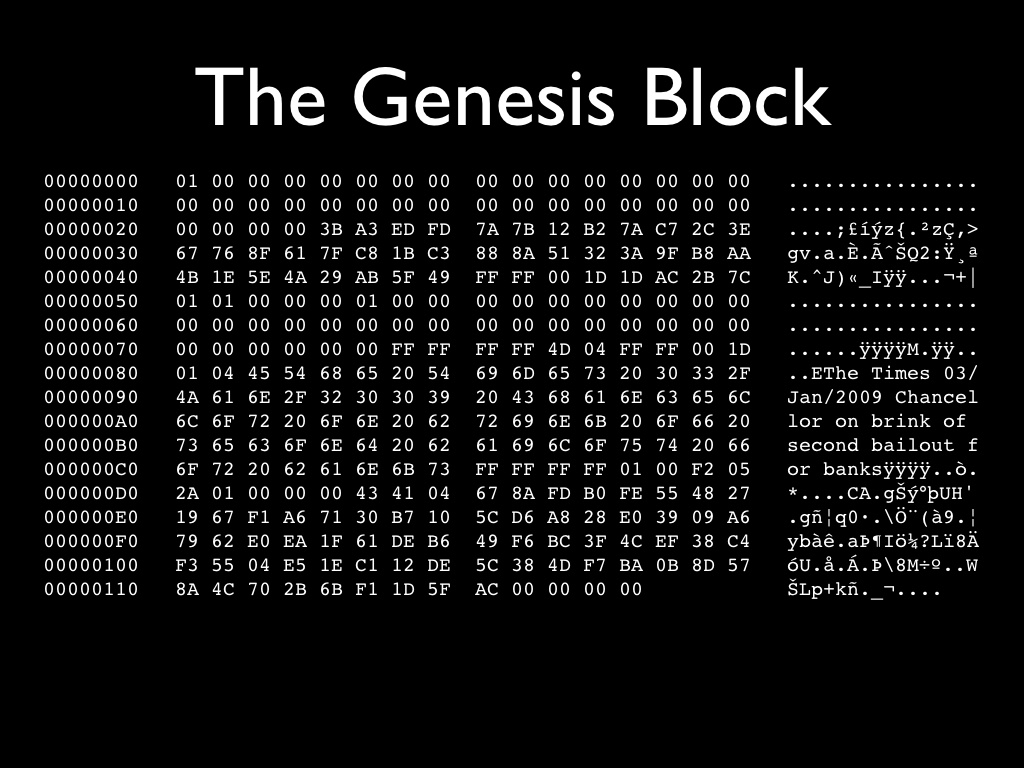 The Genesis Block
00000000 01 00 00 00 00 00 00 00 00 00 00 00 00 00 00 00 ................
00000010 00 00 00 00 00 00 00 00 00 00 00 00 00 00 00 00 ................
00000020 00 00 00 00 3B A3 ED FD 7A 7B 12 B2 7A C7 2C 3E ....;£íýz{.²zÇ,>
00000030 67 76 8F 61 7F C8 1B C3 88 8A 51 32 3A 9F B8 AA gv.a.È.ÃˆŠQ2:Ÿ¸ª
00000040 4B 1E 5E 4A 29 AB 5F 49 FF FF 00 1D 1D AC 2B 7C K.^J)«_Iÿÿ...¬+|
00000050 01 01 00 00 00 01 00 00 00 00 00 00 00 00 00 00 ................
00000060 00 00 00 00 00 00 00 00 00 00 00 00 00 00 00 00 ................
00000070 00 00 00 00 00 00 FF FF FF FF 4D 04 FF FF 00 1D ......ÿÿÿÿM.ÿÿ..
00000080 01 04 45 54 68 65 20 54 69 6D 65 73 20 30 33 2F ..EThe Times 03/
00000090 4A 61 6E 2F 32 30 30 39 20 43 68 61 6E 63 65 6C Jan/2009 Chancel
000000A0 6C 6F 72 20 6F 6E 20 62 72 69 6E 6B 20 6F 66 20 lor on brink of
000000B0 73 65 63 6F 6E 64 20 62 61 69 6C 6F 75 74 20 66 second bailout f
000000C0 6F 72 20 62 61 6E 6B 73 FF FF FF FF 01 00 F2 05 or banksÿÿÿÿ..ò.
000000D0 2A 01 00 00 00 43 41 04 67 8A FD B0 FE 55 48 27 *....CA.gŠý°þUH'
000000E0 19 67 F1 A6 71 30 B7 10 5C D6 A8 28 E0 39 09 A6 .gñ¦q0·.\Ö¨(à9.¦
000000F0 79 62 E0 EA 1F 61 DE B6 49 F6 BC 3F 4C EF 38 C4 ybàê.aÞ¶Iö¼?Lï8Ä
00000100 F3 55 04 E5 1E C1 12 DE 5C 38 4D F7 BA 0B 8D 57 óU.å.Á.Þ\8M÷º..W
00000110 8A 4C 70 2B 6B F1 1D 5F AC 00 00 00 00 ŠLp+kñ._¬....